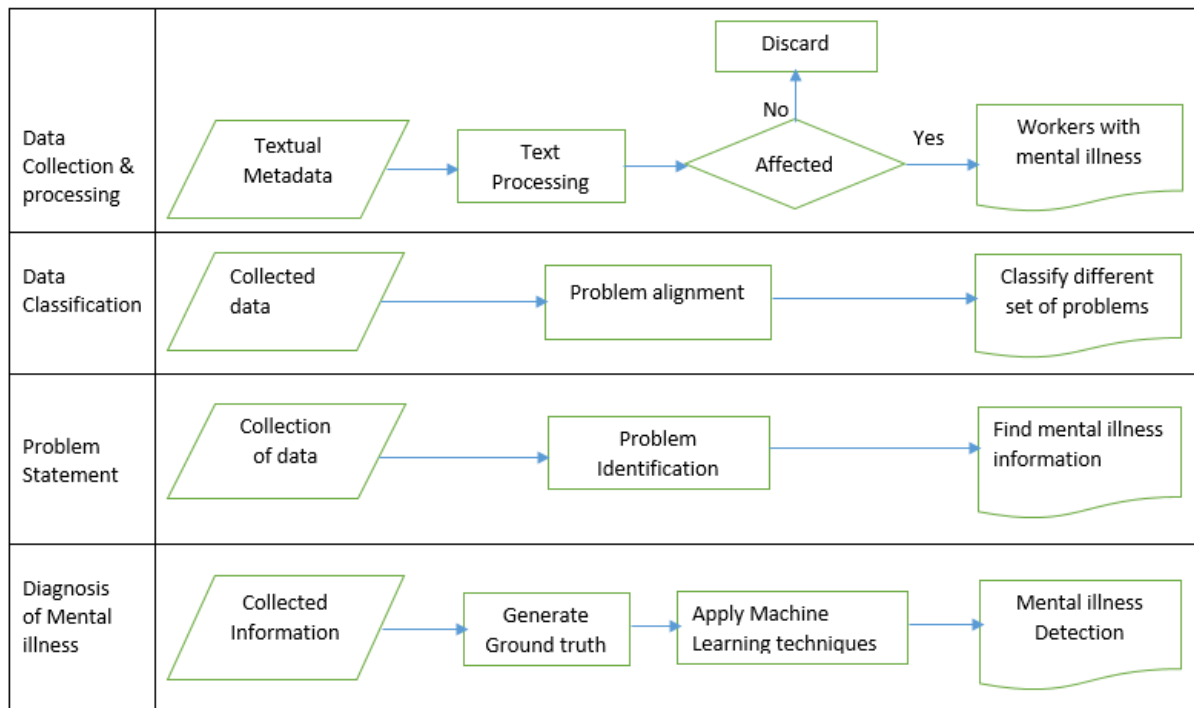 Data
Collection &
processing
Textual
Metadata
Text
Processing
Discard
No
Affected
Yes
Workers with
mental illness
Data
Classification
Collected
data
Problem alignment
Classify different
set of problems
Problem
Statement
Collection
of data
Problem
Identification
Find mental illness
information
Diagnosis
of Mental
illness
Collected
Information
Generate
Ground truth
Apply Machine
Learning techniques
Mental illness
Detection